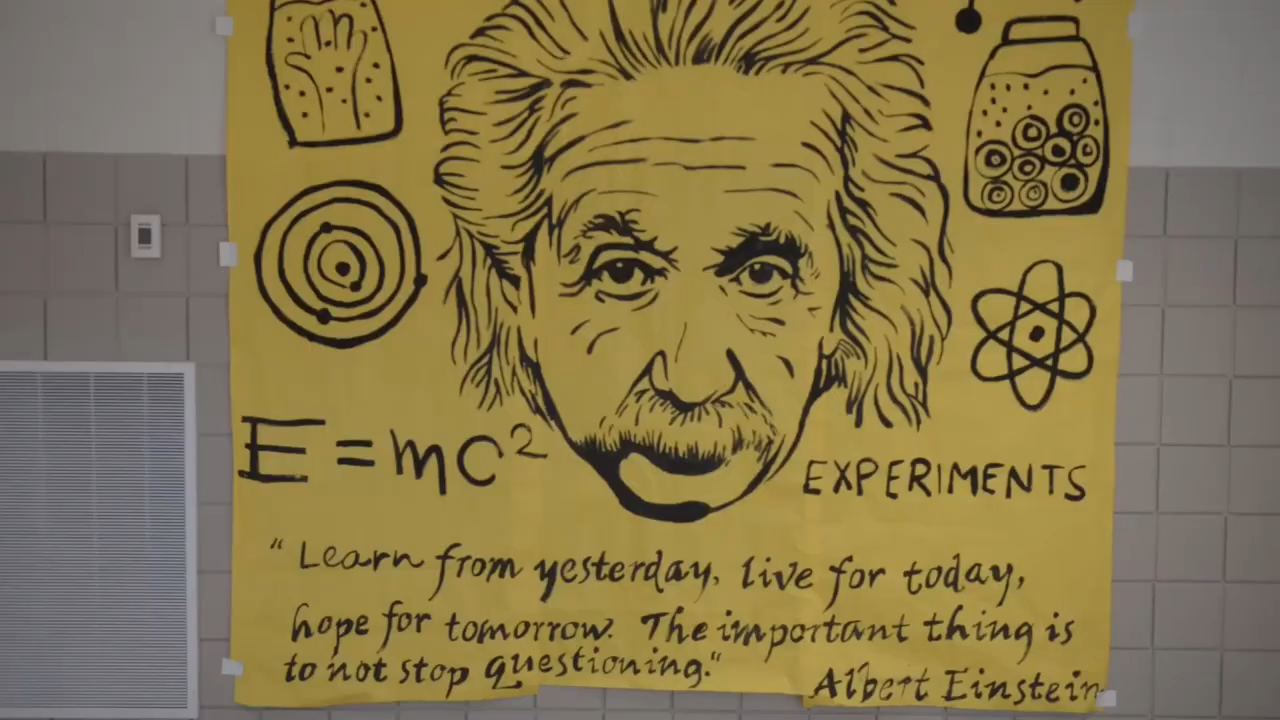 E = mc²
EXPERIMENTS
" Learn from yesterday, live for today,
hope for tomorrow. The important thing is
to not stop questioning."
Albert Einstein